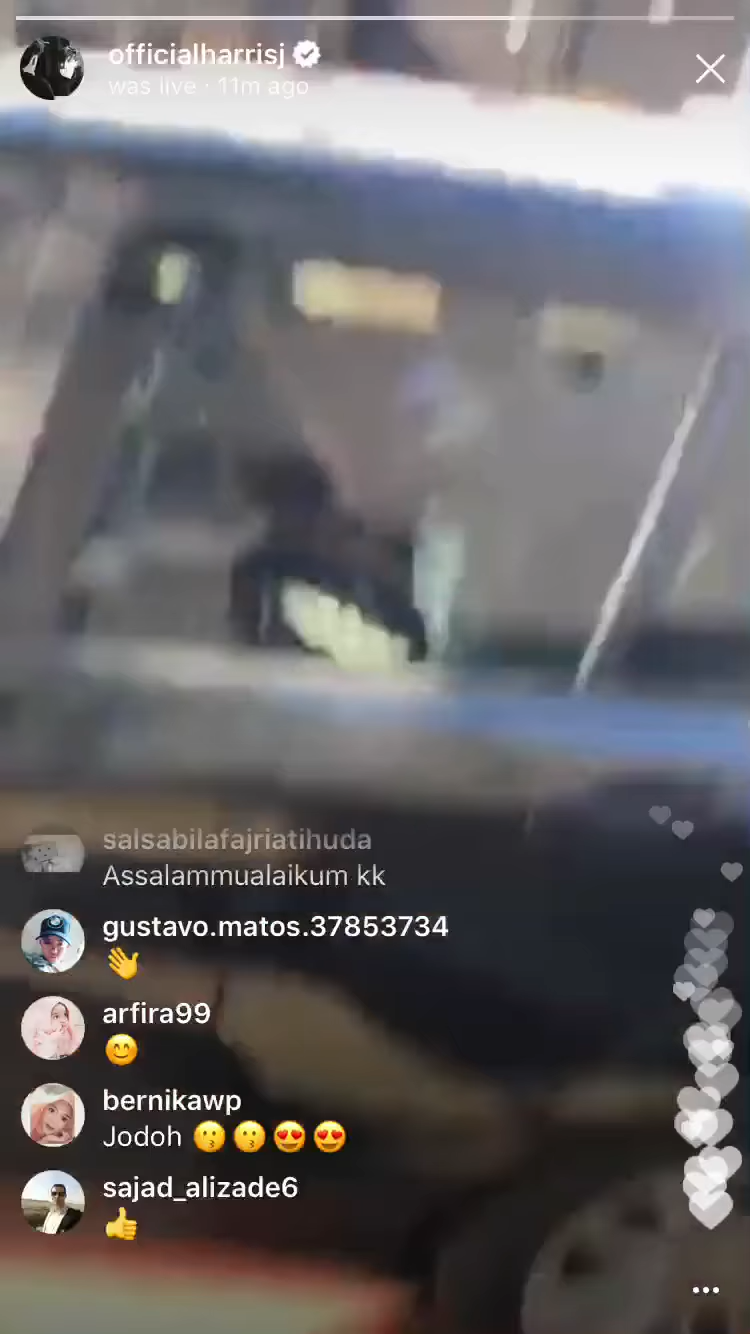 officialharrisj
was live · 11m ago
salsabilafajriatihuda
Assalammualaikum kk
gustavo.matos.37853734
👋
arfira99
😊
bernikawp
Jodoh 😗😗😍😍
sajad_alizade6
👍